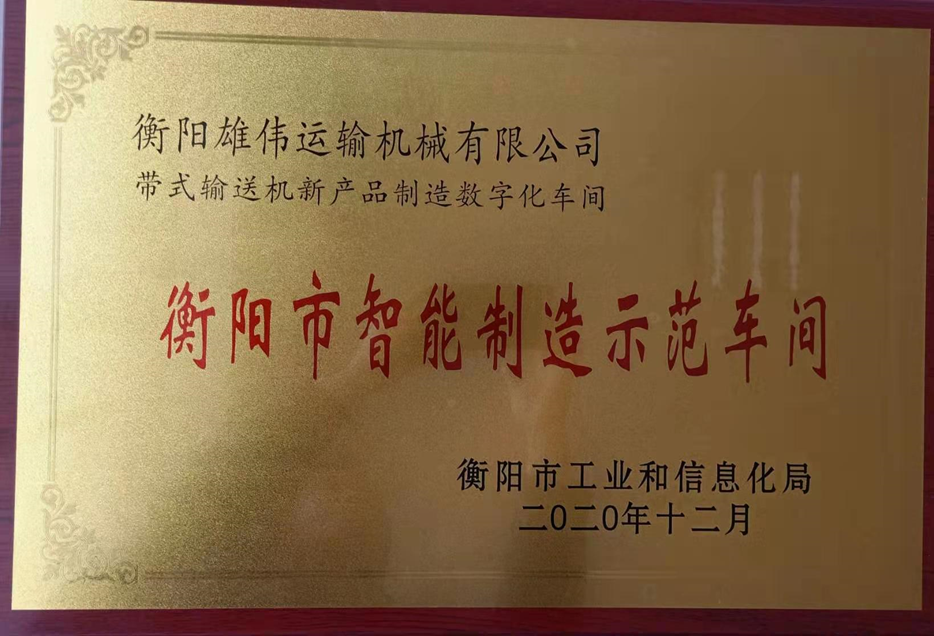 衡阳雄伟运输机械有限公司
带式输送机新产品制造数字化车间
衡阳市智能制造示范车间
衡阳市工业和信息化局
二0二0年十二月